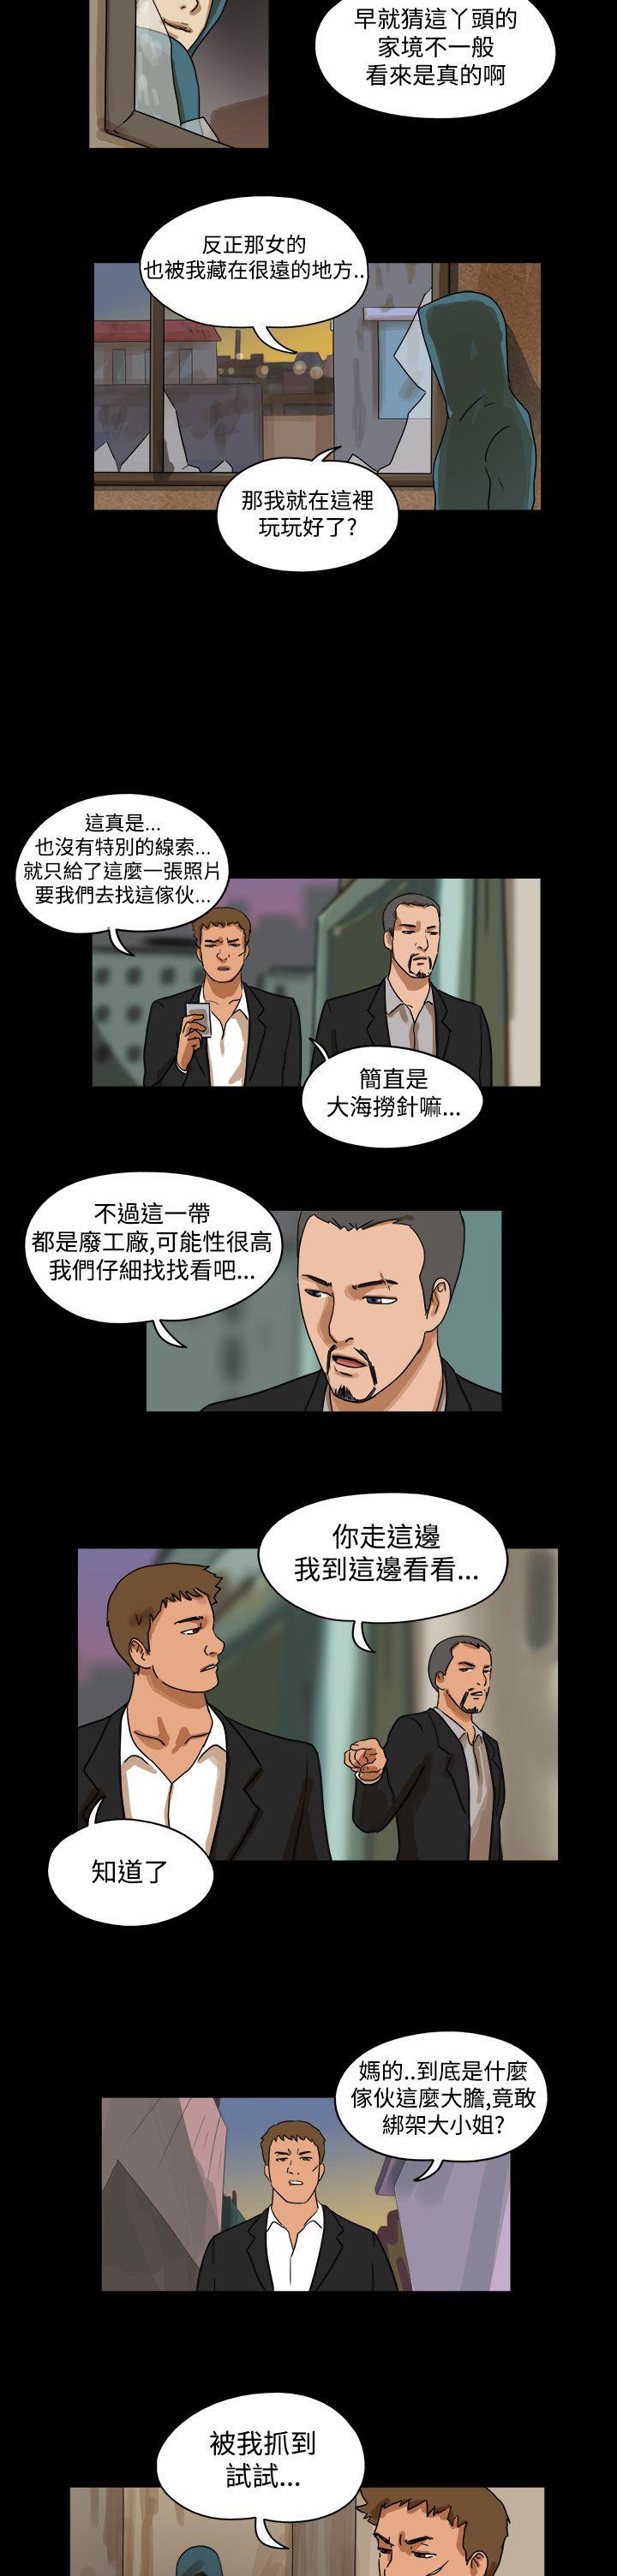 早就猜這丫頭的
家境不一般
看來是真的啊
反正那女的
也被我藏在很遠的地方..
那我就在這裡
玩玩好了?
這真是...
也沒有特別的線索...
就只給了這麼一張照片
要我們去找這傢伙...
簡直是
大海撈針嘛...
不過這一帶
都是廢工廠,可能性很高
我們仔細找找看吧...
你走這邊
我到這邊看看...
知道了
媽的..到底是什麼
傢伙這麼大膽,竟敢
綁架大小姐?
被我抓到
試試...